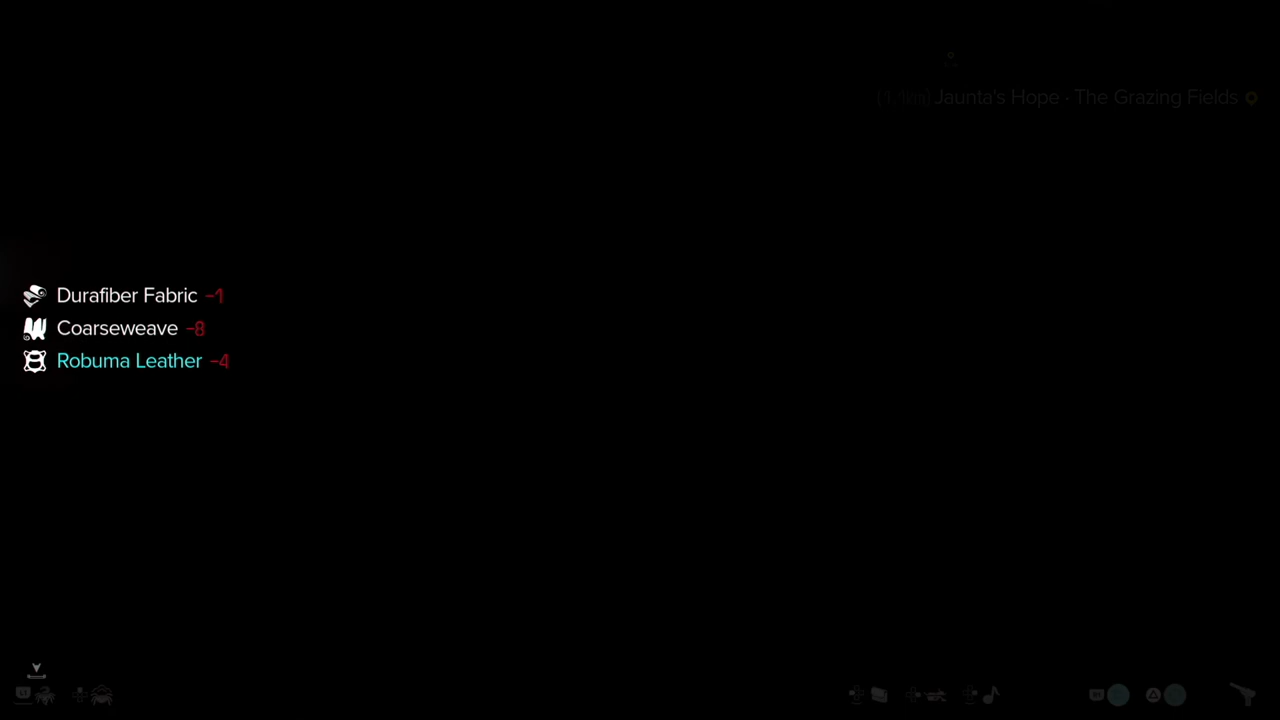 Jaunta's Hope · The Grazing Fields
Durafiber Fabric -1
Coarseweave -8
Robuma Leather -4